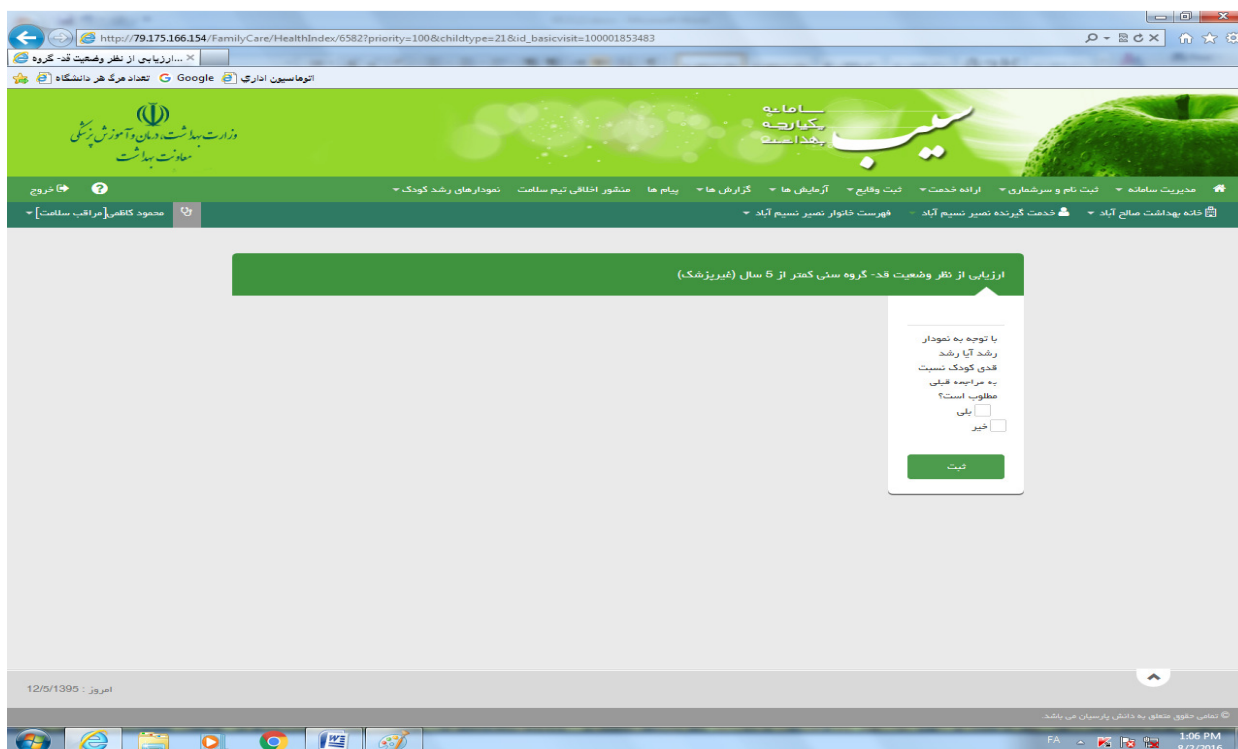 http://79.175.166.154/FamilyCare/HealthIndex/6582?priority=100&childtype=21&id_basicvisit=100001853483
ارزیابی از نظر وضعیت قد- گروه...
اتوماسیون اداري
Google
تعداد مرگ هر دانشگاه
وزارت بهداشت، درمان و آموزش پزشکی
معاونت بهداشت
سامانه
یکپارچه
بهداشت
سیب
مدیریت سامانه
ثبت نام و سرشماری
ارائه خدمت
ثبت وقایع
آزمایش ها
گزارش ها
پیام ها
منشور اخلاقی تیم سلامت
نمودارهای رشد کودک
خروج
خانه بهداشت صالح آباد
خدمت گیرنده نصیر نسیم آباد
فهرست خانوار نصیر نسیم آباد
محمود کاظمی[مراقب سلامت]
ارزیابی از نظر وضعیت قد- گروه سنی کمتر از 5 سال (غیرپزشک)
با توجه به نمودار
رشد آیا رشد
قدی کودک نسبت
به مراجعه قبلی
مطلوب است؟
بلی
خیر
ثبت
امروز : 12/5/1395
© تمامی حقوق متعلق به دانش پارسیان می باشد.
FA
1:06 PM
8/2/2016